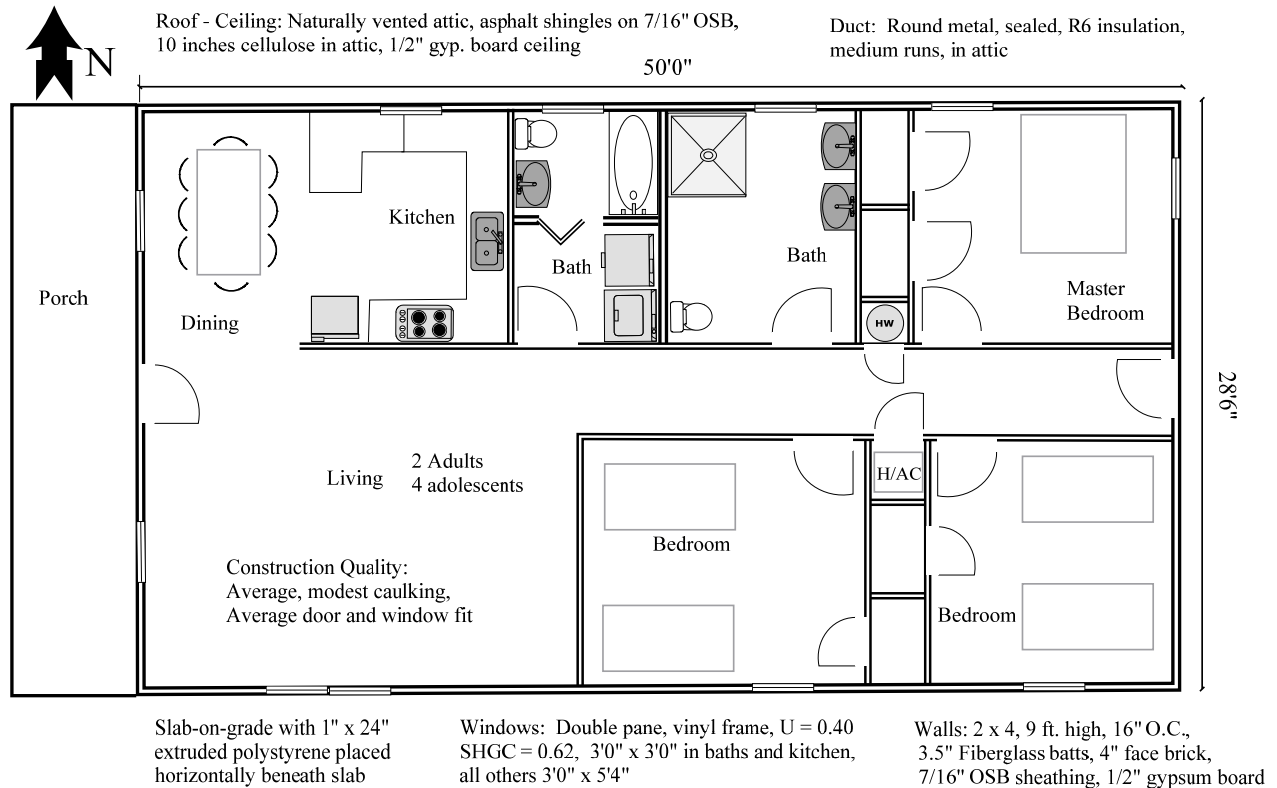 Roof - Ceiling: Naturally vented attic, asphalt shingles on 7/16" OSB,
10 inches cellulose in attic, 1/2" gyp. board ceiling
Duct: Round metal, sealed, R6 insulation,
medium runs, in attic
N
50'0"
Kitchen
Bath
Bath
Porch
Dining
Master
Bedroom
HW
28'6"
Living
2 Adults
4 adolescents
H/AC
Bedroom
Construction Quality:
Average, modest caulking,
Average door and window fit
Bedroom
Slab-on-grade with 1" x 24"
extruded polystyrene placed
horizontally beneath slab
Windows: Double pane, vinyl frame, U = 0.40
SHGC = 0.62, 3'0" x 3'0" in baths and kitchen,
all others 3'0" x 5'4"
Walls: 2 x 4, 9 ft. high, 16" O.C.,
3.5" Fiberglass batts, 4" face brick,
7/16" OSB sheathing, 1/2" gypsum board